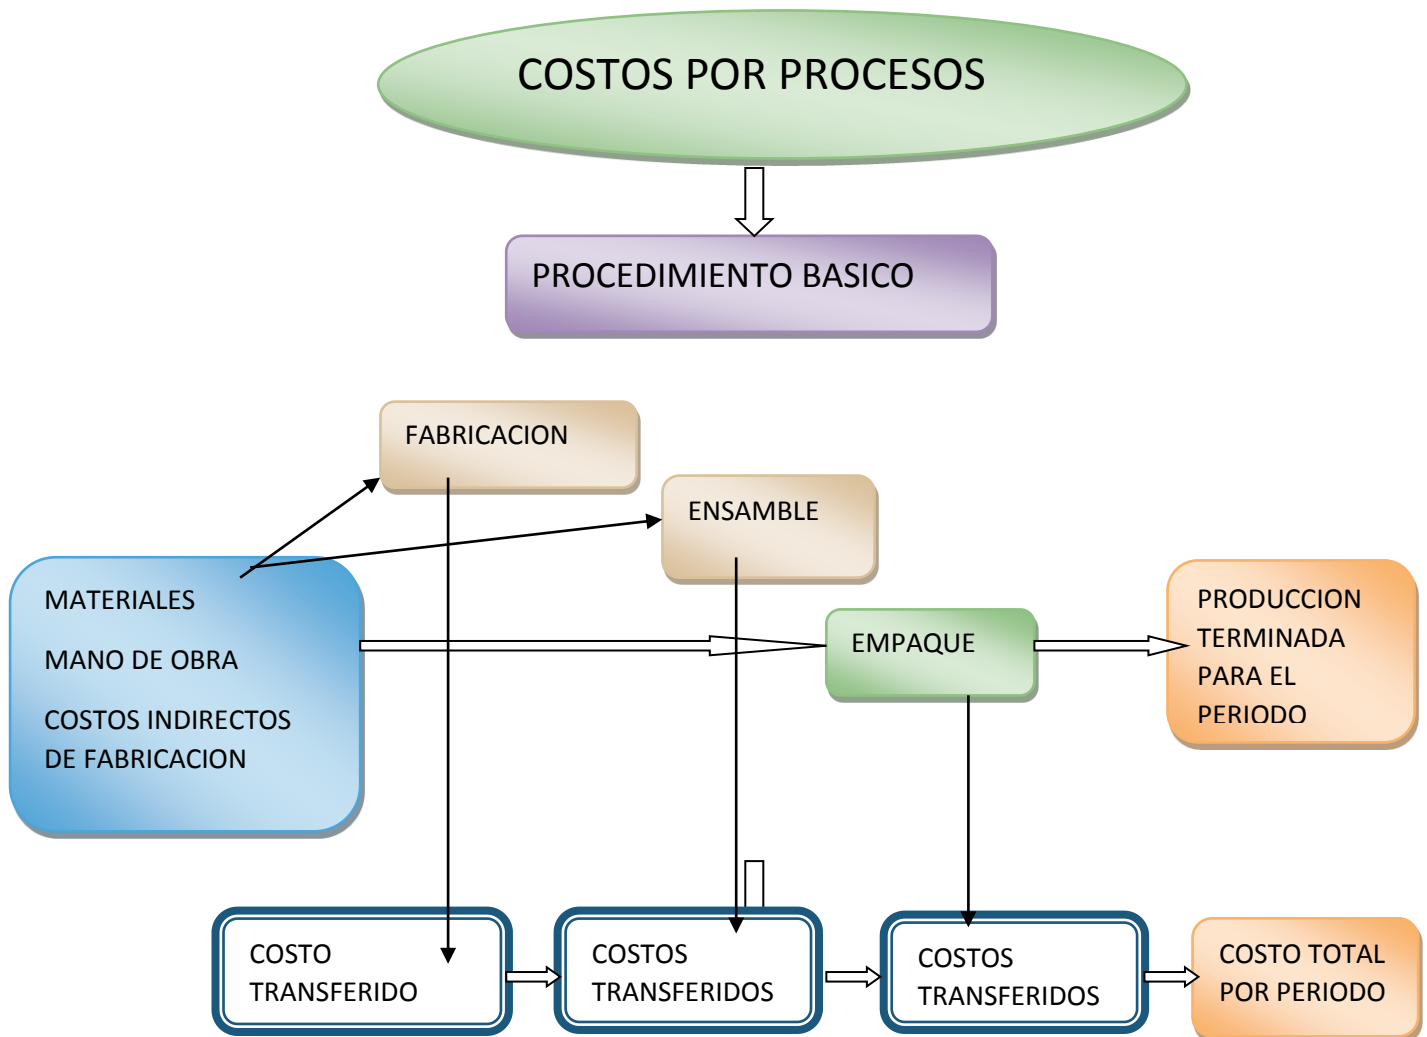 COSTOS POR PROCESOS
PROCEDIMIENTO BASICO
FABRICACION
ENSAMBLE
MATERIALES
MANO DE OBRA
COSTOS INDIRECTOS
DE FABRICACION
EMPAQUE
PRODUCCION
TERMINADA
PARA EL
PERIODO
COSTO
TRANSFERIDO
COSTOS
TRANSFERIDOS
COSTOS
TRANSFERIDOS
COSTO TOTAL
POR PERIODO